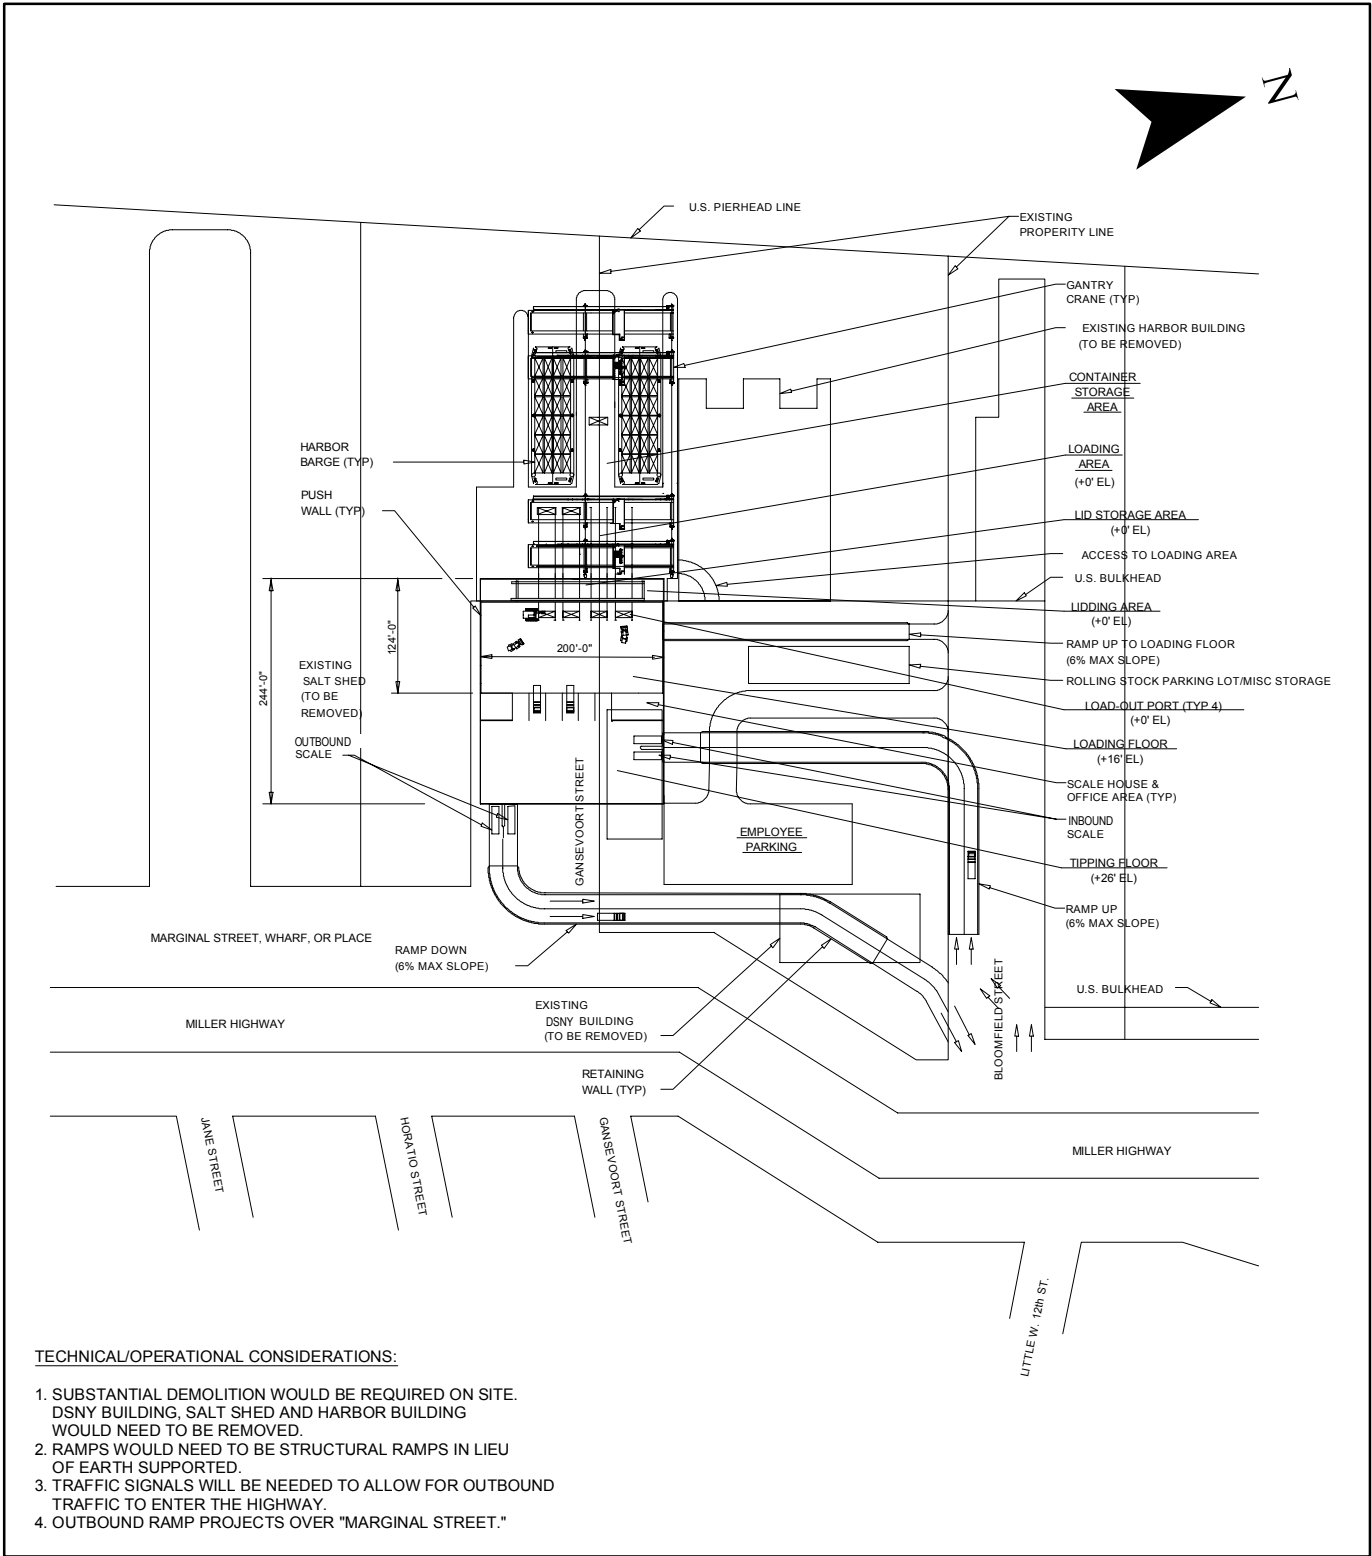 N
U.S. PIERHEAD LINE
EXISTING
PROPERITY LINE
GANTRY
CRANE (TYP)
EXISTING HARBOR BUILDING
(TO BE REMOVED)
CONTAINER
STORAGE
AREA
HARBOR
BARGE (TYP)
LOADING
AREA
(+0' EL)
PUSH
WALL (TYP)
LID STORAGE AREA
(+0' EL)
ACCESS TO LOADING AREA
U.S. BULKHEAD
LIDDING AREA
(+0' EL)
RAMP UP TO LOADING FLOOR
(6% MAX SLOPE)
ROLLING STOCK PARKING LOT/MISC STORAGE
LOAD-OUT PORT (TYP 4)
(+0' EL)
LOADING FLOOR
(+16' EL)
SCALE HOUSE &
OFFICE AREA (TYP)
INBOUND
SCALE
TIPPING FLOOR
(+26' EL)
RAMP UP
(6% MAX SLOPE)
244'-0"
124'-0"
200'-0"
EXISTING
SALT SHED
(TO BE
REMOVED)
OUTBOUND
SCALE
GANSEVOORT STREET
EMPLOYEE
PARKING
MARGINAL STREET, WHARF, OR PLACE
RAMP DOWN
(6% MAX SLOPE)
BLOOMFIELD STREET
U.S. BULKHEAD
MILLER HIGHWAY
EXISTING
DSNY BUILDING
(TO BE REMOVED)
RETAINING
WALL (TYP)
JANE STREET
HORATIO STREET
GANSEVOORT STREET
MILLER HIGHWAY
LITTLE W. 12th ST.
TECHNICAL/OPERATIONAL CONSIDERATIONS:
1. SUBSTANTIAL DEMOLITION WOULD BE REQUIRED ON SITE.
DSNY BUILDING, SALT SHED AND HARBOR BUILDING
WOULD NEED TO BE REMOVED.
2. RAMPS WOULD NEED TO BE STRUCTURAL RAMPS IN LIEU
OF EARTH SUPPORTED.
3. TRAFFIC SIGNALS WILL BE NEEDED TO ALLOW FOR OUTBOUND
TRAFFIC TO ENTER THE HIGHWAY.
4. OUTBOUND RAMP PROJECTS OVER "MARGINAL STREET."